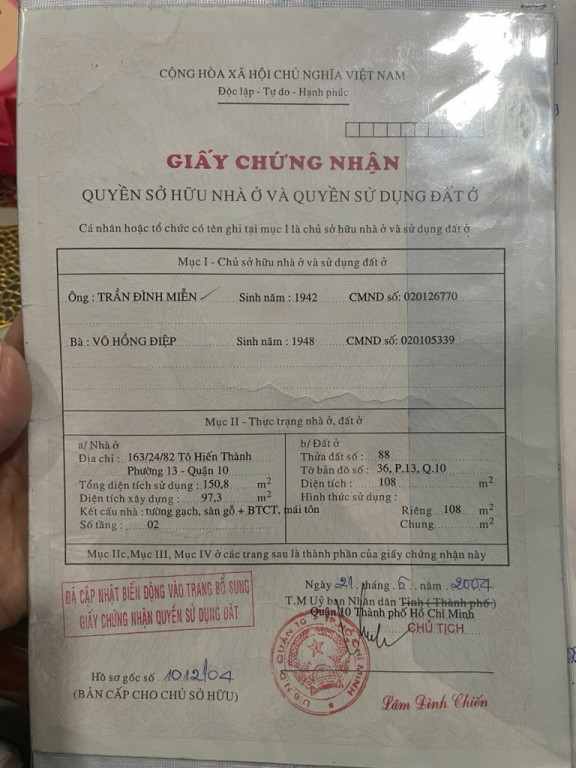 CỘNG HÒA XÃ HỘI CHỦ NGHĨA VIỆT NAM
Độc lập - Tự do - Hạnh phúc
GIẤY CHỨNG NHẬN
QUYỀN SỞ HỮU NHÀ Ở VÀ QUYỀN SỬ DỤNG ĐẤT Ở
Cá nhân hoặc tổ chức có tên ghi tại mục I là chủ sở hữu nhà ở và sử dụng đất ở
Mục I - Chủ sở hữu nhà ở và sử dụng đất ở
Ông : TRẦN ĐÌNH MIỄN Sinh năm : 1942 CMND số: 020126770
Bà : VÕ HỒNG ĐIỆP Sinh năm : 1948 CMND số: 020105339
Mục II - Thực trạng nhà ở, đất ở
a/ Nhà ở
Địa chỉ : 163/24/82 Tô Hiến Thành
Phường 13 - Quận 10
Tổng diện tích sử dụng : 150,8 m2
Diện tích xây dựng : 97,3 m2
Kết cấu nhà : tường gạch, sàn gỗ + BTCT, mái tôn
Số tầng : 02
b/ Đất ở
Thửa đất số : 88
Tờ bản đồ số : 36, P.13, Q.10
Diện tích : 108 m2
Hình thức sử dụng :
Riêng 108 m2
Chung m2
Mục IIc,Mục III, Mục IV ở các trang sau là thành phần của giấy chứng nhận này
ĐÃ CẬP NHẬT BIẾN ĐỘNG VÀO TRANG BỔ SUNG
GIẤY CHỨNG NHẬN QUYỀN SỬ DỤNG ĐẤT
Ngày 21 tháng 6 năm 2004
T.M Uỷ ban Nhân dân Tỉnh ( Thành phố )
Quận 10 Thành phố Hồ Chí Minh
CHỦ TỊCH
U.B.N.D QUẬN 10 T.P HỒ CHÍ MINH
Hồ sơ gốc số 1012/04
(BẢN CẤP CHO CHỦ SỞ HỮU)
Lâm Đình Chiến